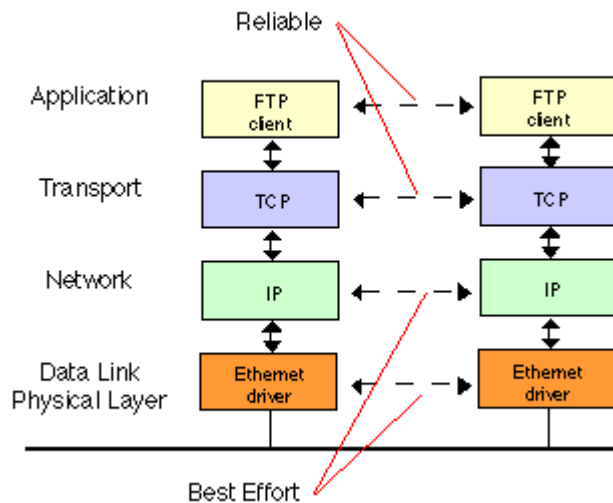 Reliable
Application
FTP
client
FTP
client
Transport
TCP
TCP
Network
IP
IP
Data Link
Physical Layer
Ethernet
driver
Ethernet
driver
Best Effort